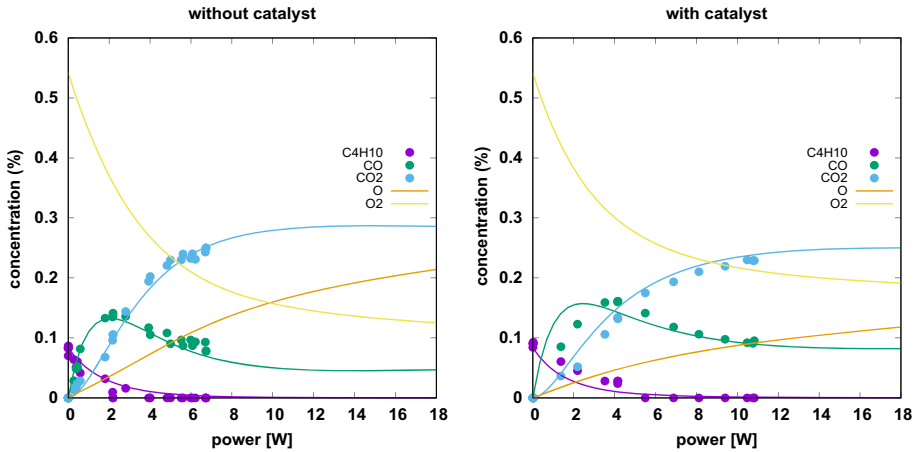 without catalyst
concentration (%)
0.6
0.5
0.4
0.3
0.2
0.1
0
C4H10
CO
CO2
O
O2
0 2 4 6 8 10 12 14 16 18
power [W]
with catalyst
concentration (%)
0.6
0.5
0.4
0.3
0.2
0.1
0
C4H10
CO
CO2
O
O2
0 2 4 6 8 10 12 14 16 18
power [W]